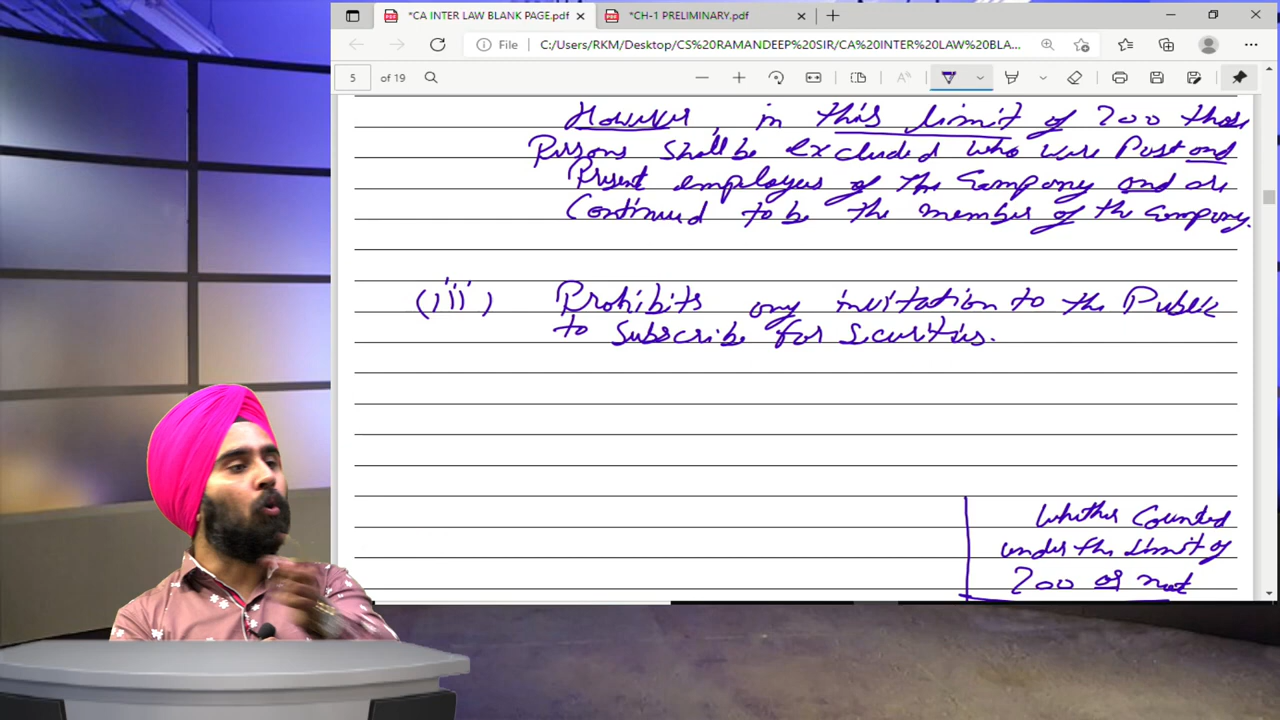 *CA INTER LAW BLANK PAGE.pdf
*CH-1 PRELIMINARY.pdf
File C:/Users/RKM/Desktop/CS%20RAMANDEEP%20SIR/CA%20INTER%20LAW%20BLA...
5 of 19
However, in this limit of 200 those
Persons Shall be excluded who were Past and
Present employees of the Company and are
Continued to be the member of the Company.
(iii) Prohibits any invitation to the Public
to Subscribe for Securities.
Whether Counted
under the Limit of
200 or not